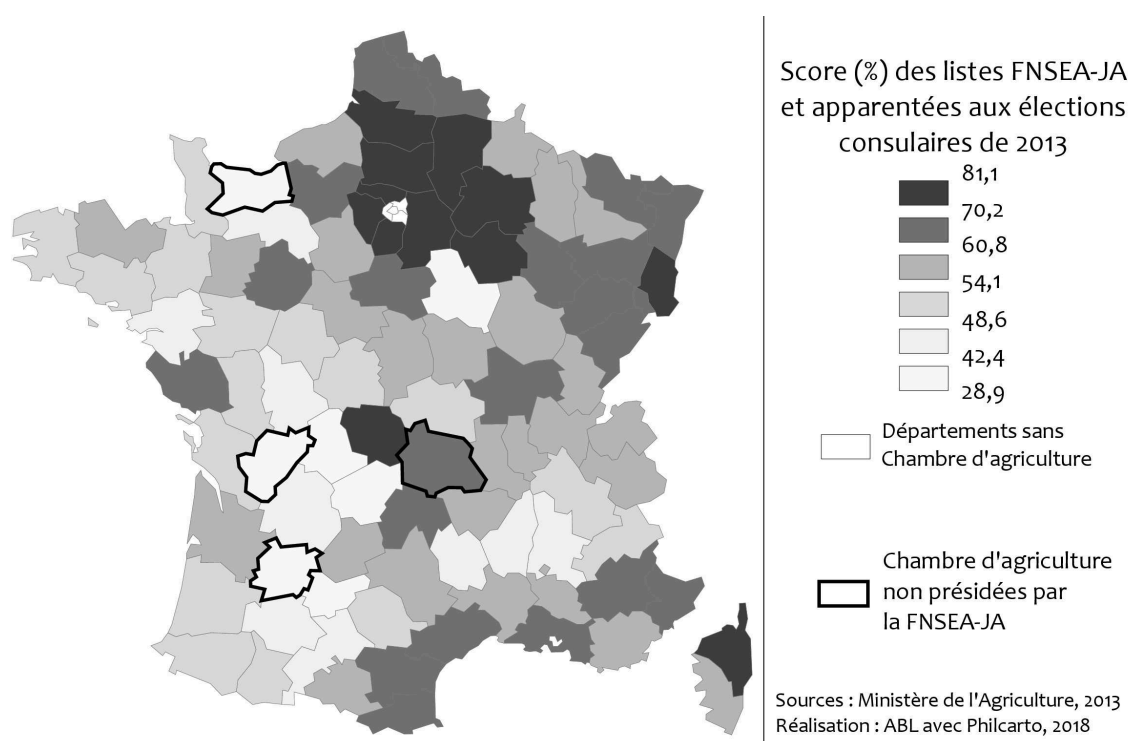 Score (%) des listes FNSEA-JA
et apparentées aux élections
consulaires de 2013
81,1
70,2
60,8
54,1
48,6
42,4
28,9
Départements sans
Chambre d'agriculture
Chambre d'agriculture
non présidées par
la FNSEA-JA
Sources : Ministère de l'Agriculture, 2013
Réalisation : ABL avec Philcarto, 2018